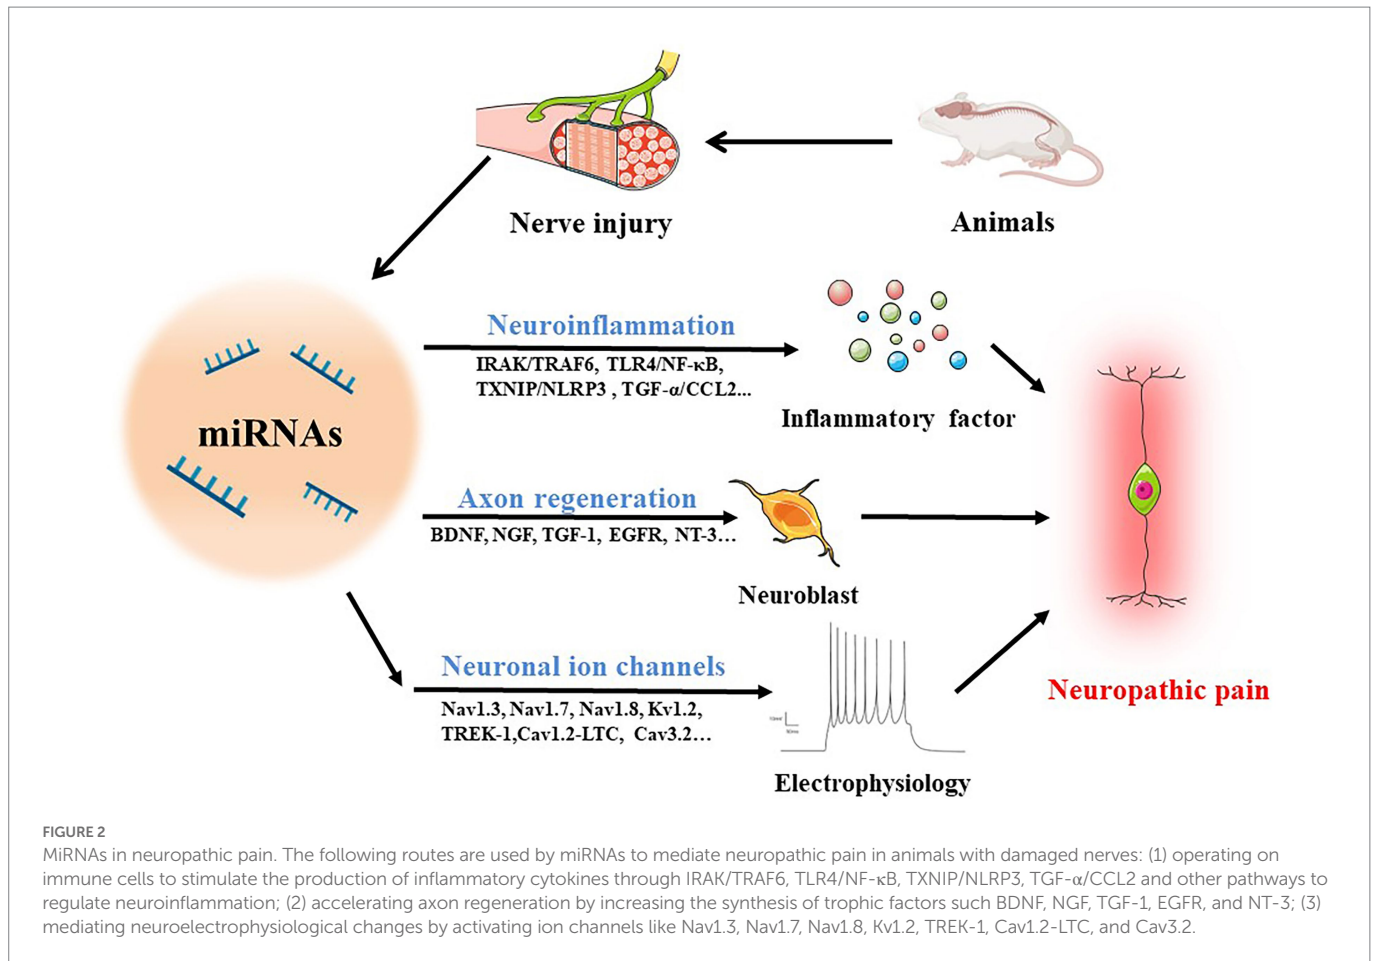 Nerve injury
Animals
miRNAs
Neuroinflammation
IRAK/TRAF6, TLR4/NF-κB,
TXNIP/NLRP3 , TGF-α/CCL2...
Inflammatory factor
Axon regeneration
BDNF, NGF, TGF-1, EGFR, NT-3...
Neuroblast
Neuronal ion channels
Nav1.3, Nav1.7, Nav1.8, Kv1.2,
TREK-1,Cav1.2-LTC, Cav3.2...
Electrophysiology
Neuropathic pain
FIGURE 2
MiRNAs in neuropathic pain. The following routes are used by miRNAs to mediate neuropathic pain in animals with damaged nerves: (1) operating on
immune cells to stimulate the production of inflammatory cytokines through IRAK/TRAF6, TLR4/NF-κB, TXNIP/NLRP3, TGF-α/CCL2 and other pathways to
regulate neuroinflammation; (2) accelerating axon regeneration by increasing the synthesis of trophic factors such BDNF, NGF, TGF-1, EGFR, and NT-3; (3)
mediating neuroelectrophysiological changes by activating ion channels like Nav1.3, Nav1.7, Nav1.8, Kv1.2, TREK-1, Cav1.2-LTC, and Cav3.2.